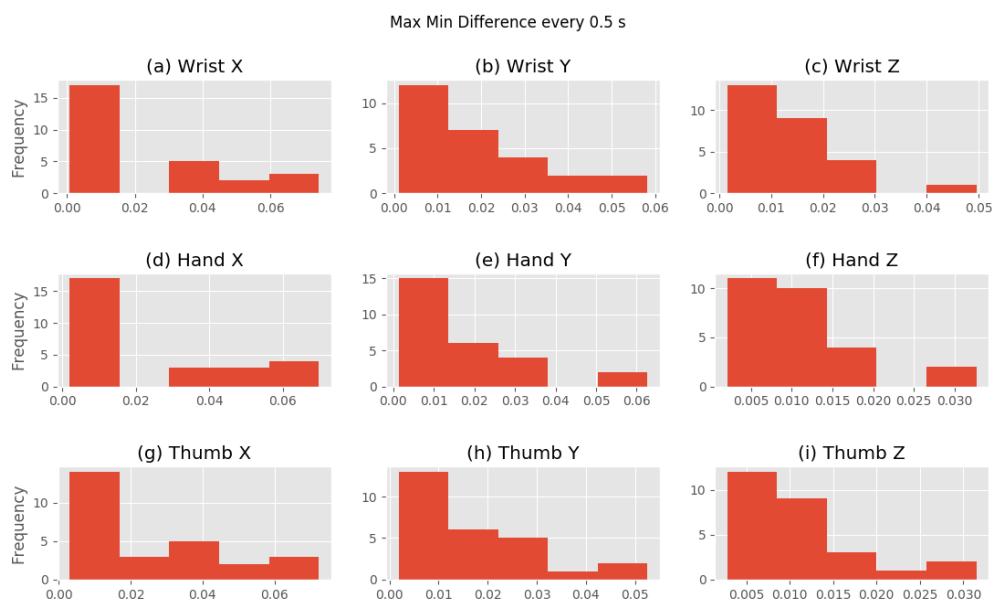 Max Min Difference every 0.5 s
(a) Wrist X
(b) Wrist Y
(c) Wrist Z
Frequency
15
10
5
0
0.00 0.02 0.04 0.06
10
5
0
0.00 0.01 0.02 0.03 0.04 0.05 0.06
10
5
0
0.00 0.01 0.02 0.03 0.04 0.05
(d) Hand X
(e) Hand Y
(f) Hand Z
15
10
5
0
0.00 0.02 0.04 0.06
15
10
5
0
0.00 0.01 0.02 0.03 0.04 0.05 0.06
10
5
0
0.005 0.010 0.015 0.020 0.025 0.030
(g) Thumb X
(h) Thumb Y
(i) Thumb Z
Frequency
10
5
0
0.00 0.02 0.04 0.06
10
5
0
0.00 0.01 0.02 0.03 0.04 0.05
10
5
0
0.005 0.010 0.015 0.020 0.025 0.030